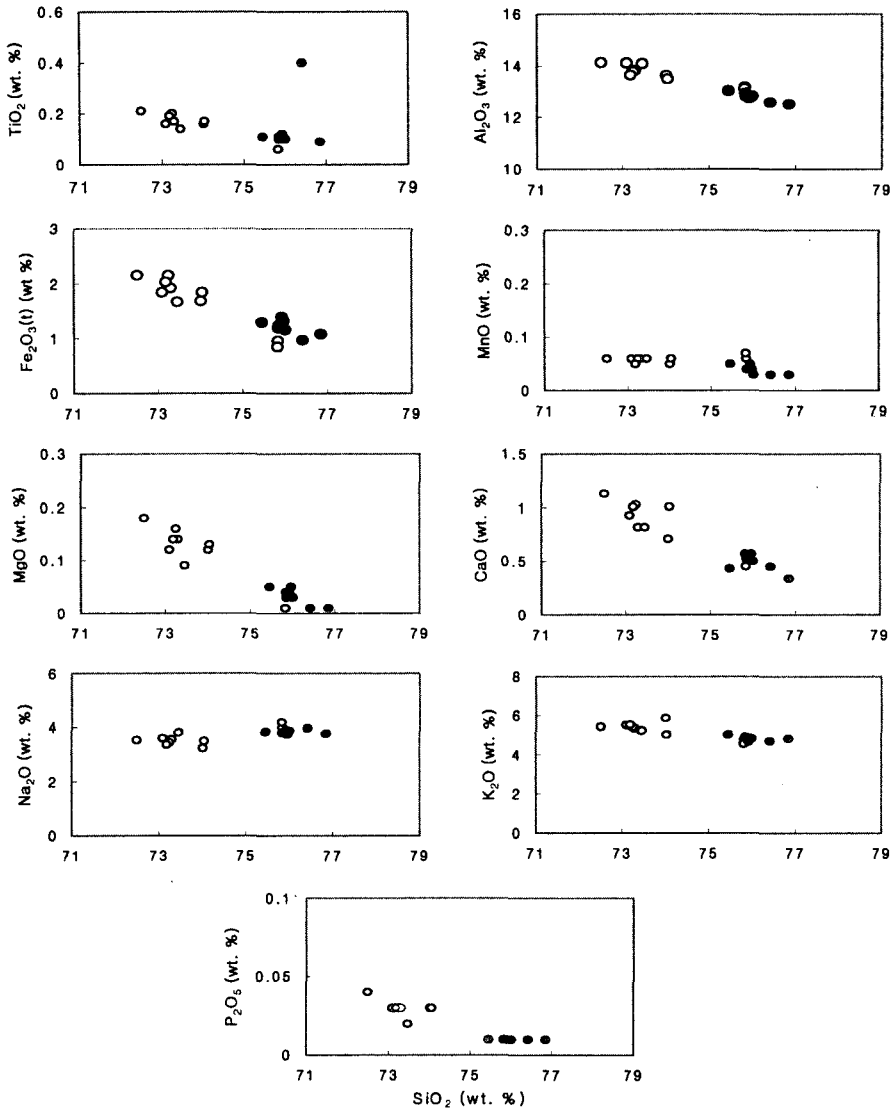 TiO2 (wt. %)
0.6
0.4
0.2
0
71 73 75 77 79
Al2O3 (wt. %)
16
14
12
10
71 73 75 77 79
Fe2O3(t) (wt %)
3
2
1
0
71 73 75 77 79
MnO (wt. %)
0.3
0.2
0.1
0
71 73 75 77 79
MgO (wt. %)
0.3
0.2
0.1
0
71 73 75 77 79
CaO (wt. %)
1.5
1
0.5
0
71 73 75 77 79
Na2O (wt. %)
6
4
2
0
71 73 75 77 79
K2O (wt. %)
8
6
4
2
0
71 73 75 77 79
P2O5 (wt. %)
0.1
0.05
0
71 73 75 77 79
SiO2 (wt. %)